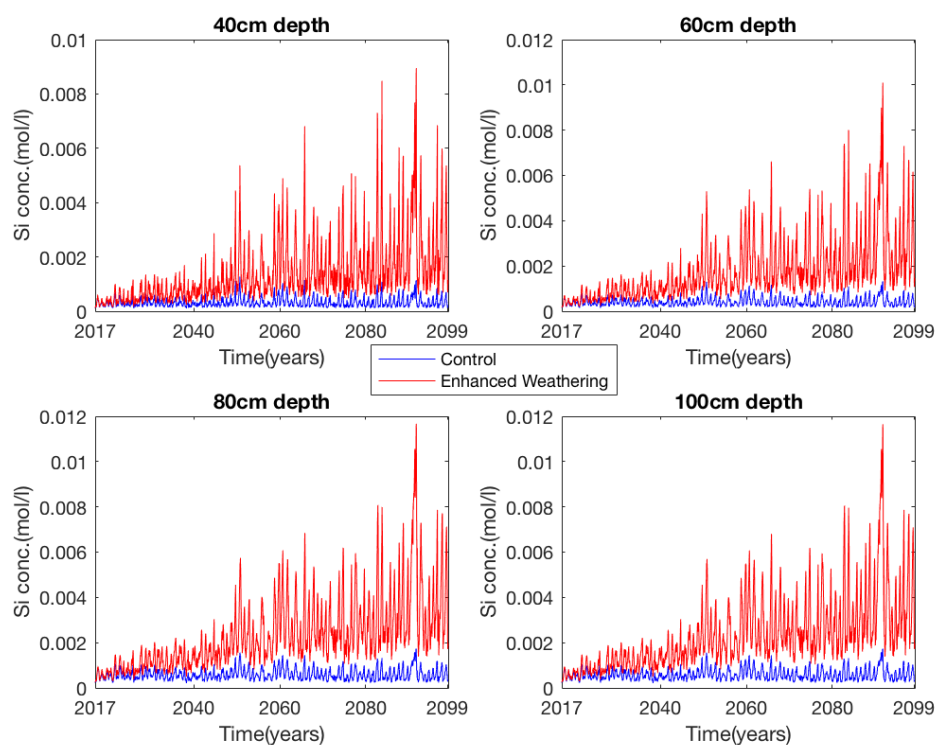 40cm depth
0.01
0.008
0.006
0.004
0.002
0
Si conc.(mol/l)
2017 2040 2060 2080 2099
Time(years)
60cm depth
0.012
0.01
0.008
0.006
0.004
0.002
0
Si conc.(mol/l)
2017 2040 2060 2080 2099
Time(years)
Control
Enhanced Weathering
80cm depth
0.012
0.01
0.008
0.006
0.004
0.002
0
Si conc.(mol/l)
2017 2040 2060 2080 2099
Time(years)
100cm depth
0.012
0.01
0.008
0.006
0.004
0.002
0
Si conc.(mol/l)
2017 2040 2060 2080 2099
Time(years)